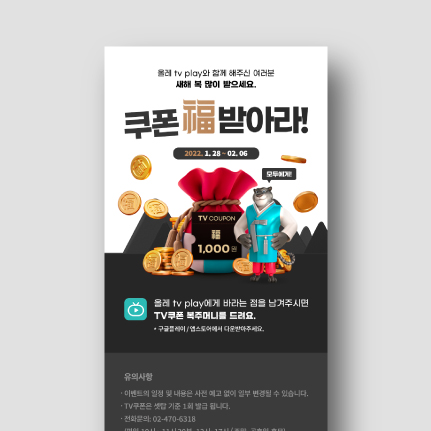 올레 tv play와 함께 해주신 여러분
새해 복 많이 받으세요.
쿠폰 福 받아라!
2022. 1. 28 - 02. 06
모두에게!
TV COUPON
福
1,000 원
올레 tv play에게 바라는 점을 남겨주시면
TV쿠폰 복주머니를 드려요.
* 구글플레이 / 앱스토어에서 다운받아주세요.
유의사항
· 이벤트의 일정 및 내용은 사전 예고 없이 일부 변경될 수 있습니다.
· TV쿠폰은 셋탑 기준 1회 발급 됩니다.
· 전화문의: 02-470-6318